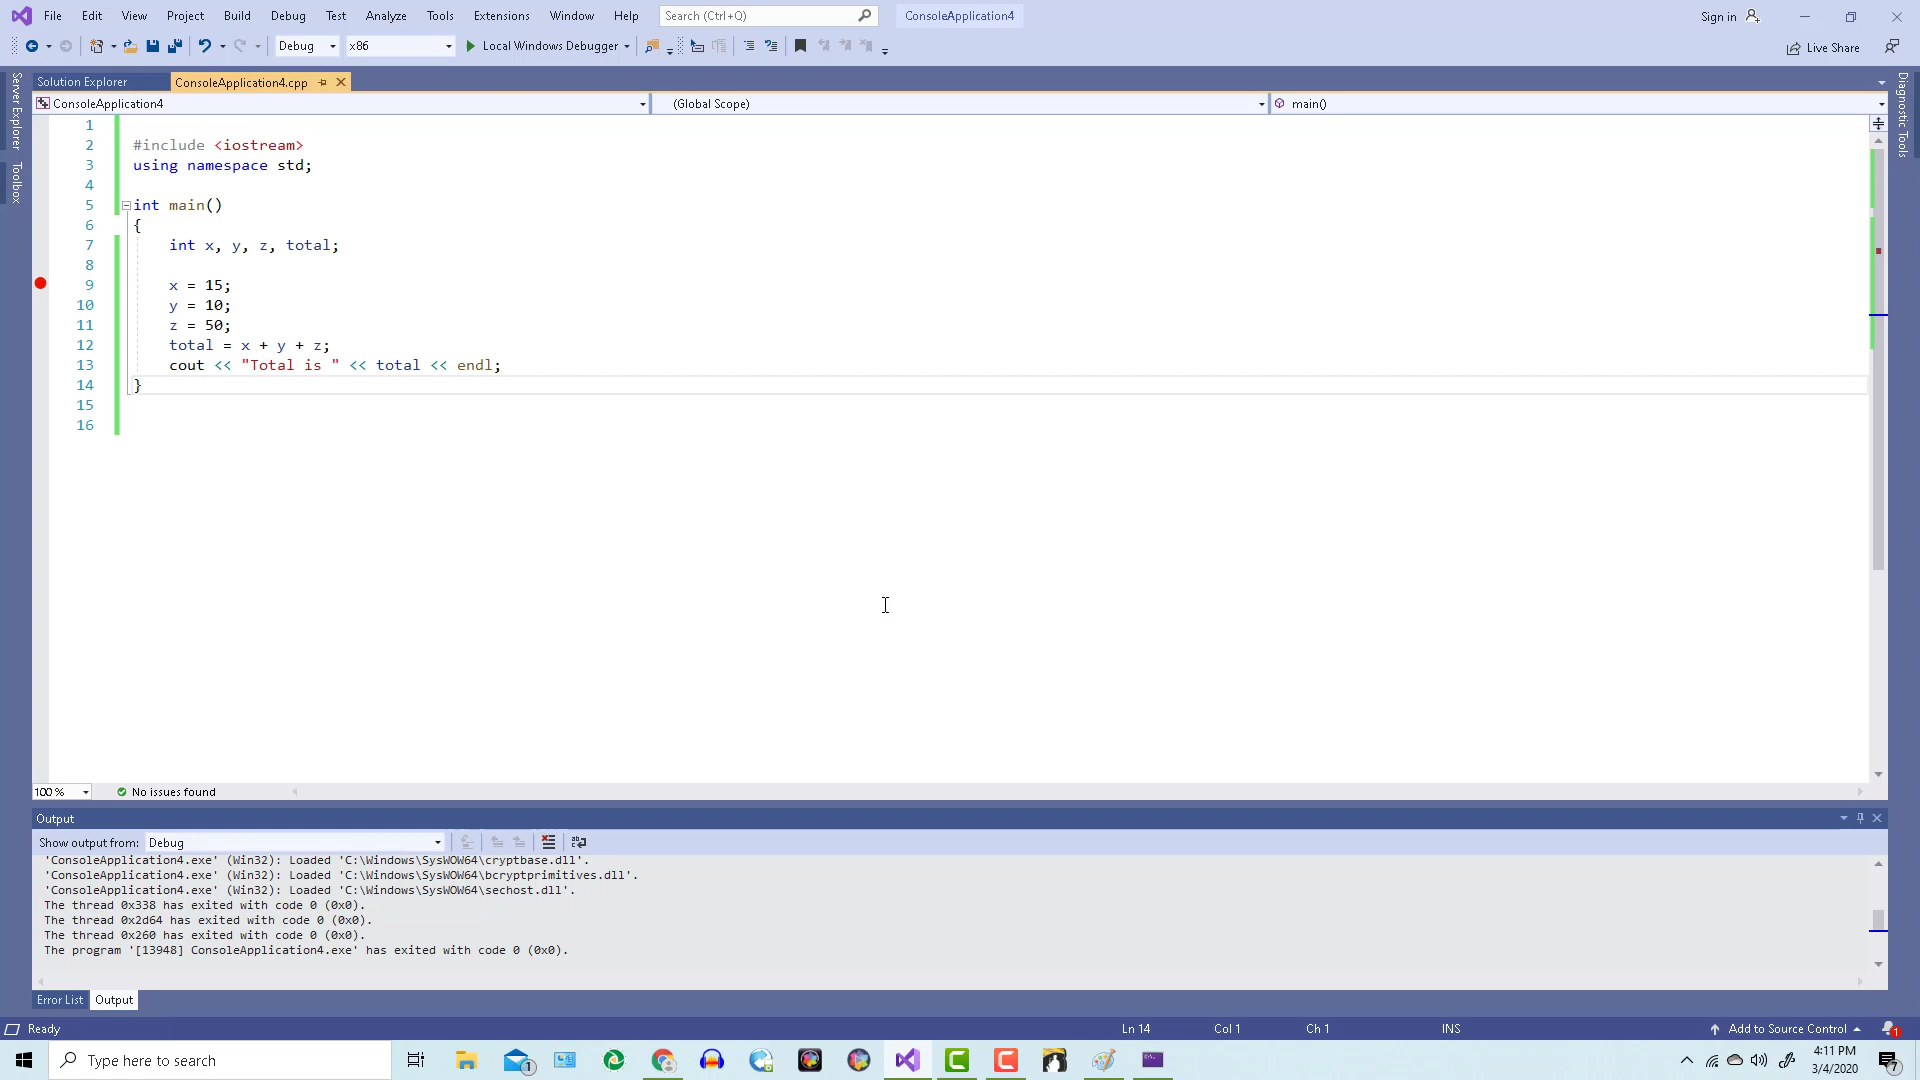 File Edit View Project Build Debug Test Analyze Tools Extensions Window Help Search (Ctrl+Q) ConsoleApplication4 Sign in
Debug x86 Local Windows Debugger Live Share
Server Explorer
Toolbox
Solution Explorer ConsoleApplication4.cpp
ConsoleApplication4 (Global Scope) main()
Diagnostic Tools
1
2 #include <iostream>
3 using namespace std;
4
5 int main()
6 {
7 int x, y, z, total;
8
9 x = 15;
10 y = 10;
11 z = 50;
12 total = x + y + z;
13 cout << "Total is " << total << endl;
14 }
15
16
100 % No issues found
Output
Show output from: Debug
'ConsoleApplication4.exe' (Win32): Loaded 'C:\Windows\SysWOW64\cryptbase.dll'.
'ConsoleApplication4.exe' (Win32): Loaded 'C:\Windows\SysWOW64\bcryptprimitives.dll'.
'ConsoleApplication4.exe' (Win32): Loaded 'C:\Windows\SysWOW64\sechost.dll'.
The thread 0x338 has exited with code 0 (0x0).
The thread 0x2d64 has exited with code 0 (0x0).
The thread 0x260 has exited with code 0 (0x0).
The program '[13948] ConsoleApplication4.exe' has exited with code 0 (0x0).
Error List Output
Ready Ln 14 Col 1 Ch 1 INS Add to Source Control 1
Type here to search 1 4:11 PM
3/4/2020 7